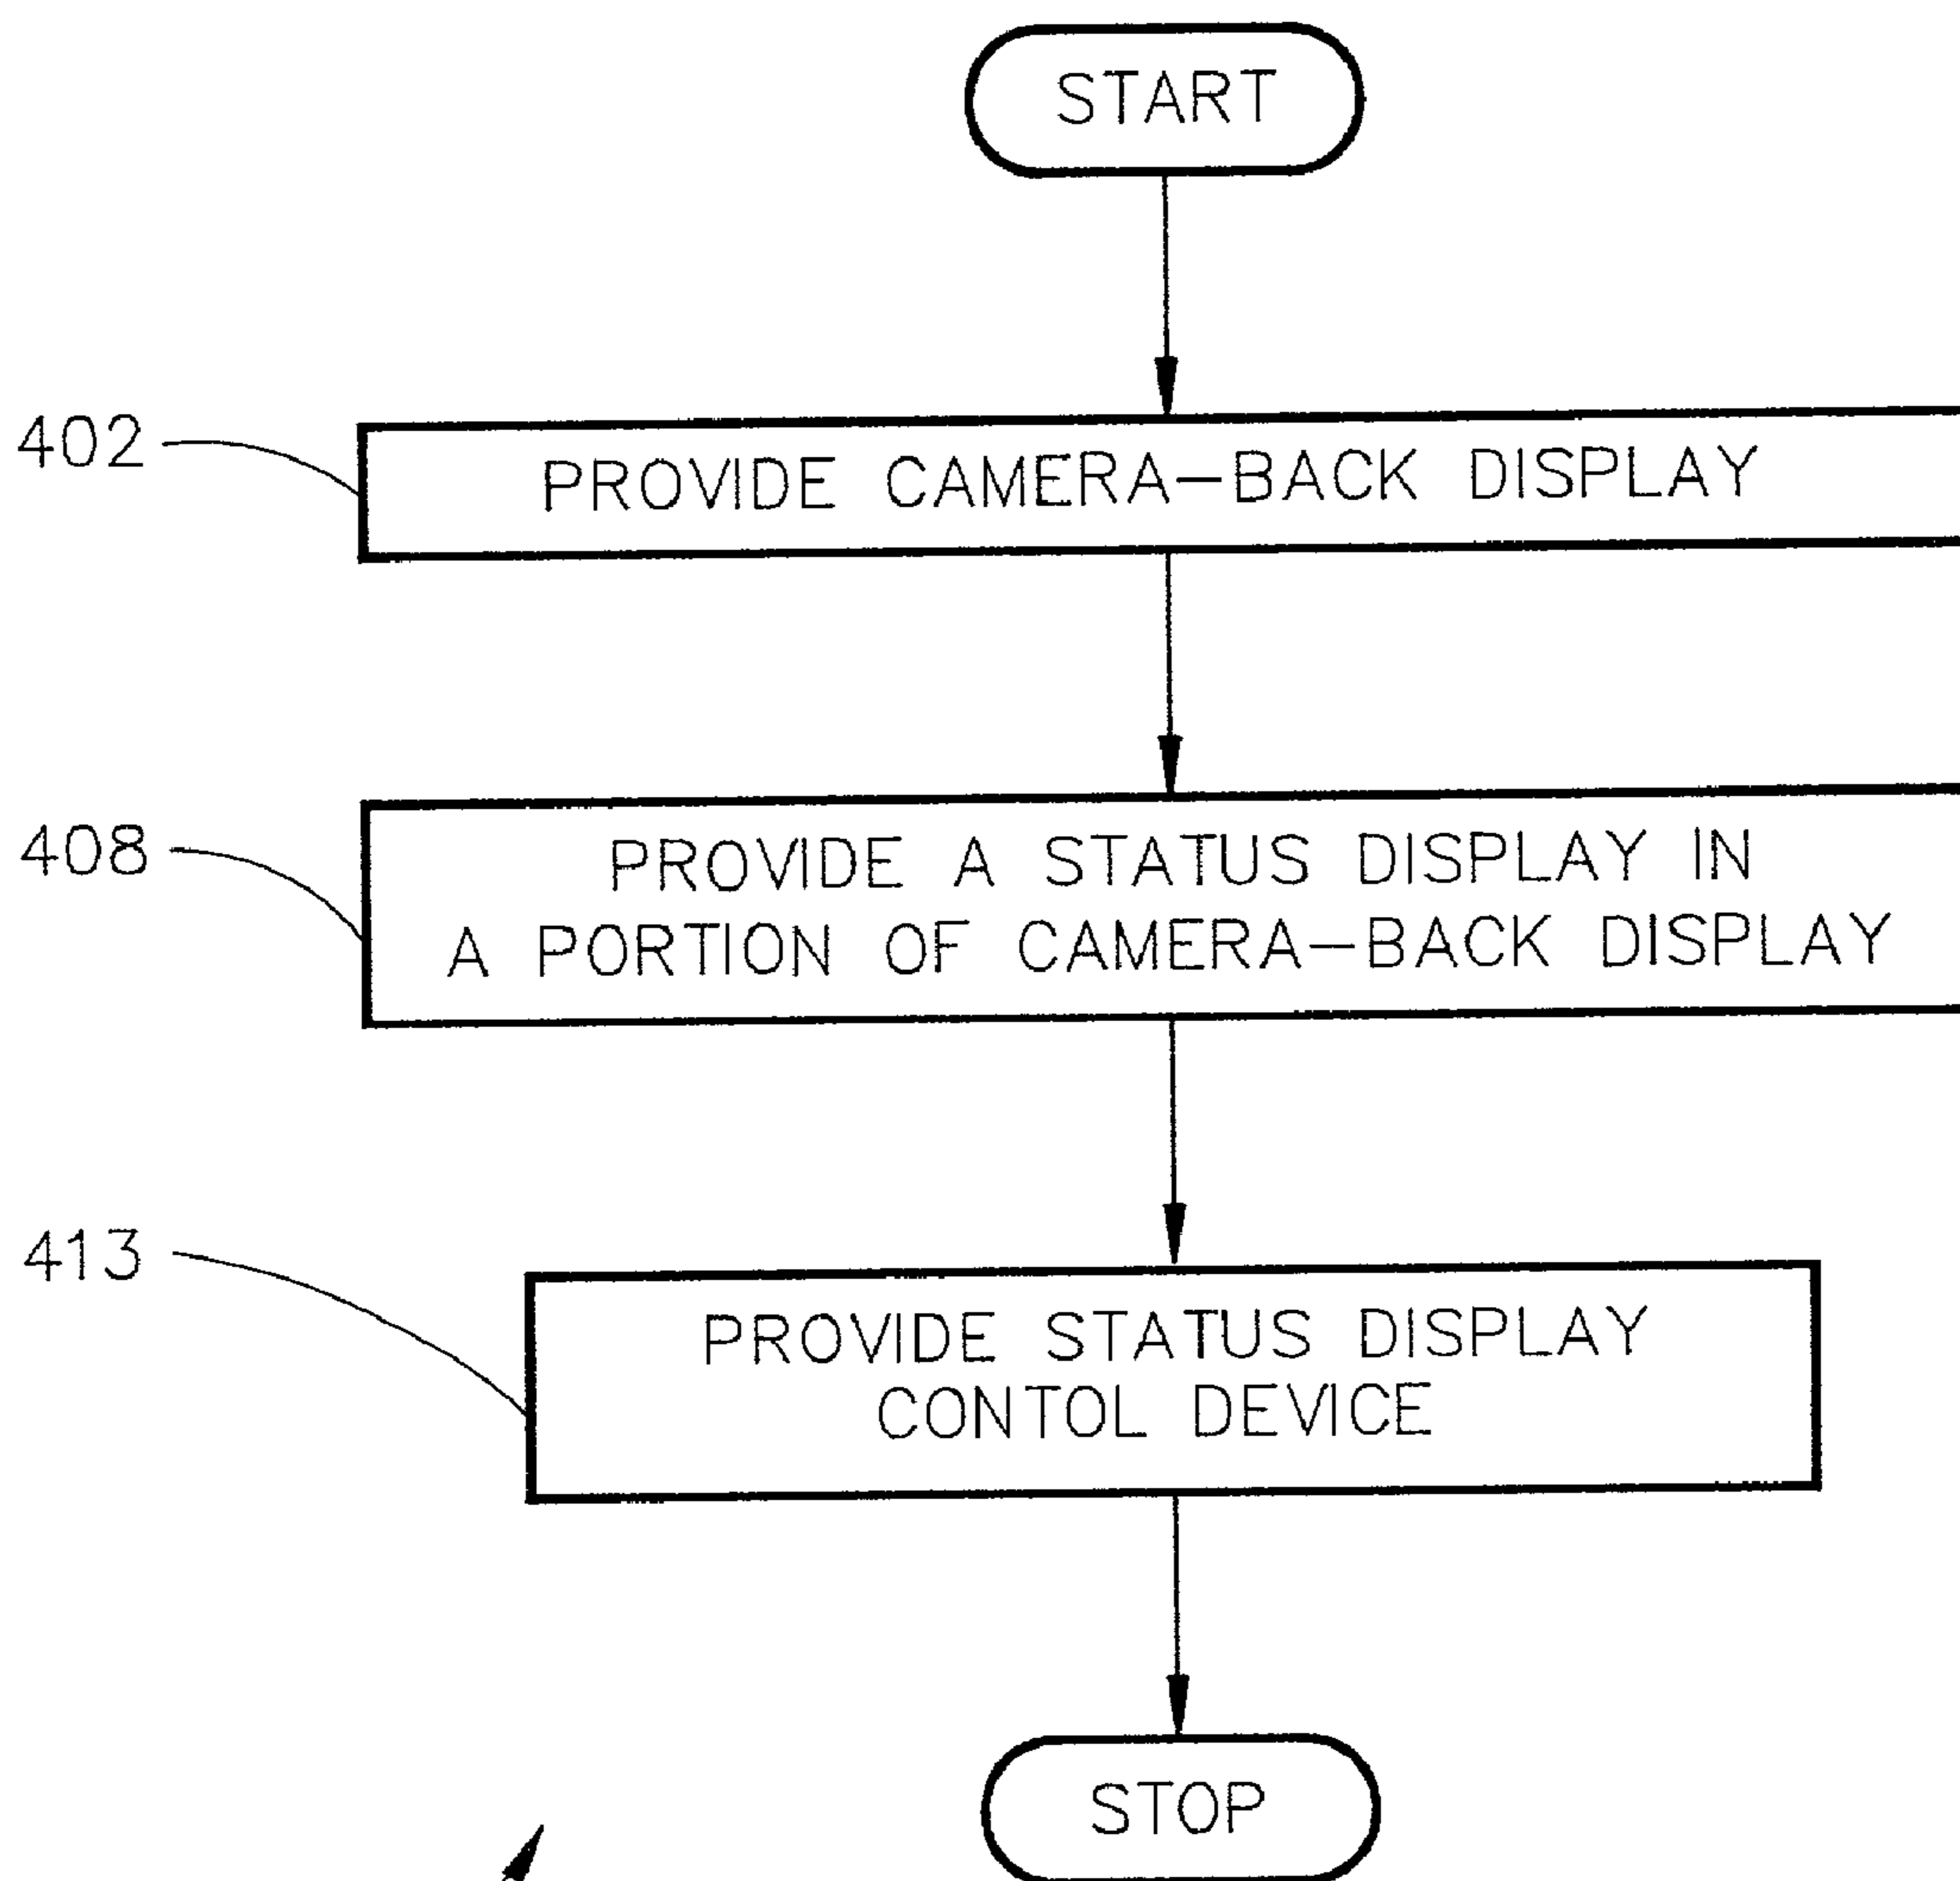 START
402
PROVIDE CAMERA-BACK DISPLAY
408
PROVIDE A STATUS DISPLAY IN
A PORTION OF CAMERA-BACK DISPLAY
413
PROVIDE STATUS DISPLAY
CONTOL DEVICE
STOP